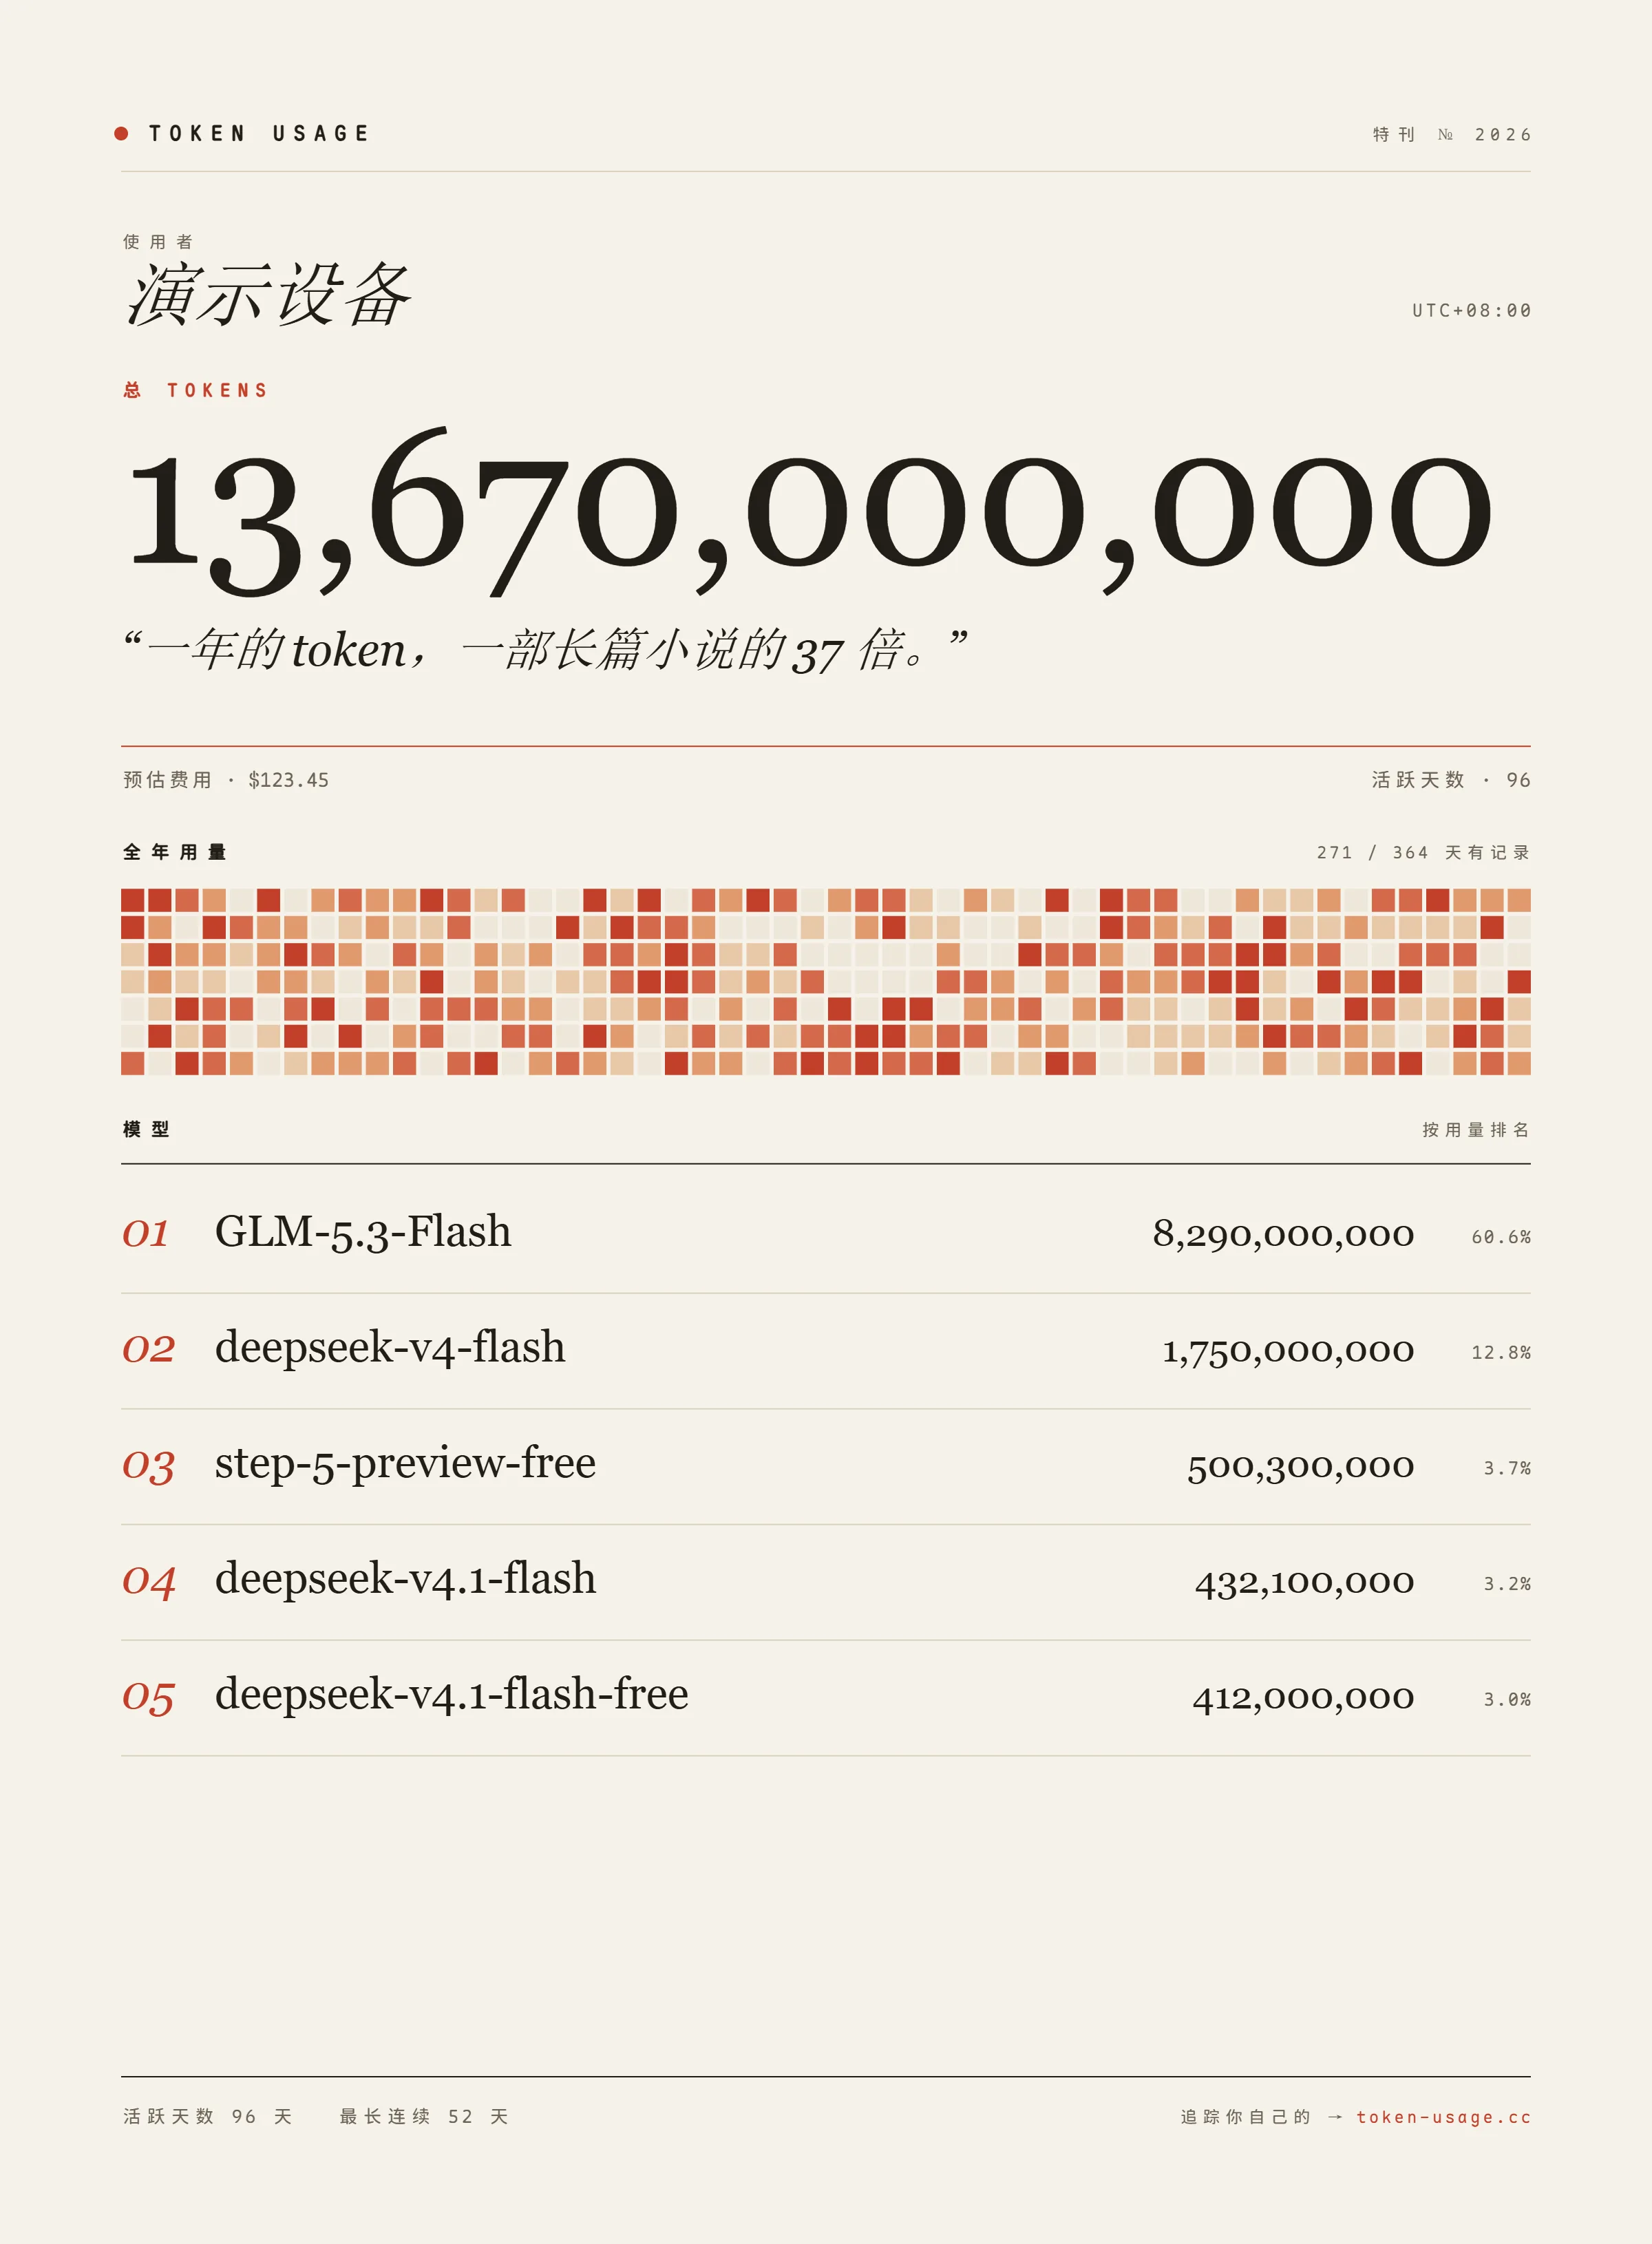 TOKEN USAGE
特刊 № 2026
使用者
演示设备
UTC+08:00
总 TOKENS
13,670,000,000
“一年的 token，一部长篇小说的 37 倍。”
预估费用 · $123.45
活跃天数 · 96
全年用量
271 / 364 天有记录
模型
按用量排名
01 GLM-5.3-Flash 8,290,000,000 60.6%
02 deepseek-v4-flash 1,750,000,000 12.8%
03 step-5-preview-free 500,300,000 3.7%
04 deepseek-v4.1-flash 432,100,000 3.2%
05 deepseek-v4.1-flash-free 412,000,000 3.0%
活跃天数 96 天 最长连续 52 天
追踪你自己的 → token-usage.cc